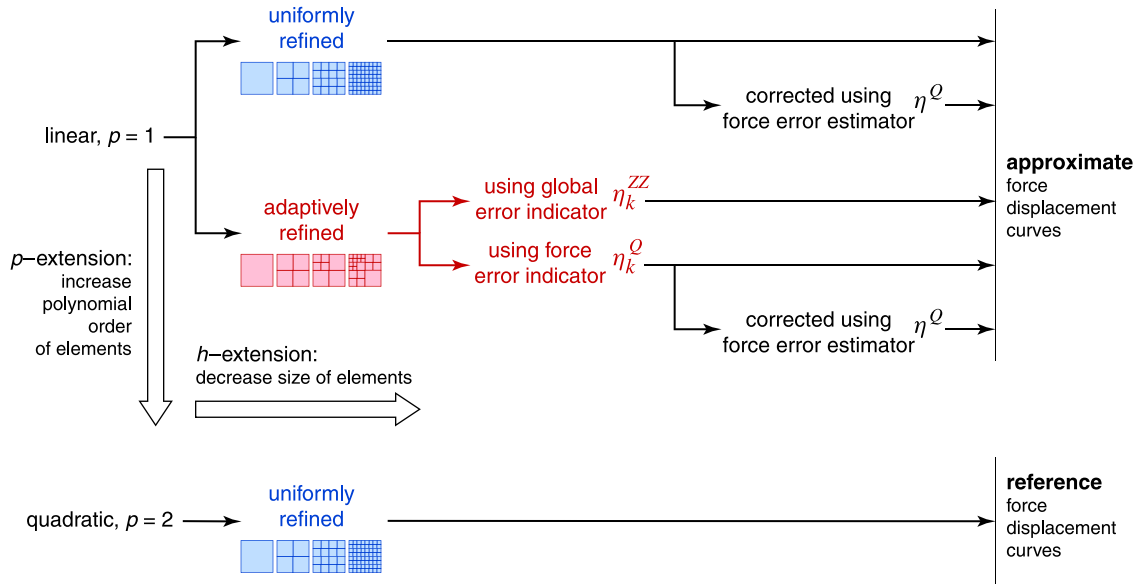 uniformly
refined
corrected using
force error estimator η^Q
linear, p = 1
approximate
force
displacement
curves
using global
error indicator η_k^ZZ
adaptively
refined
using force
error indicator η_k^Q
p–extension:
increase
polynomial
order
of elements
corrected using
force error estimator η^Q
h–extension:
decrease size of elements
reference
force
displacement
curves
uniformly
refined
quadratic, p = 2